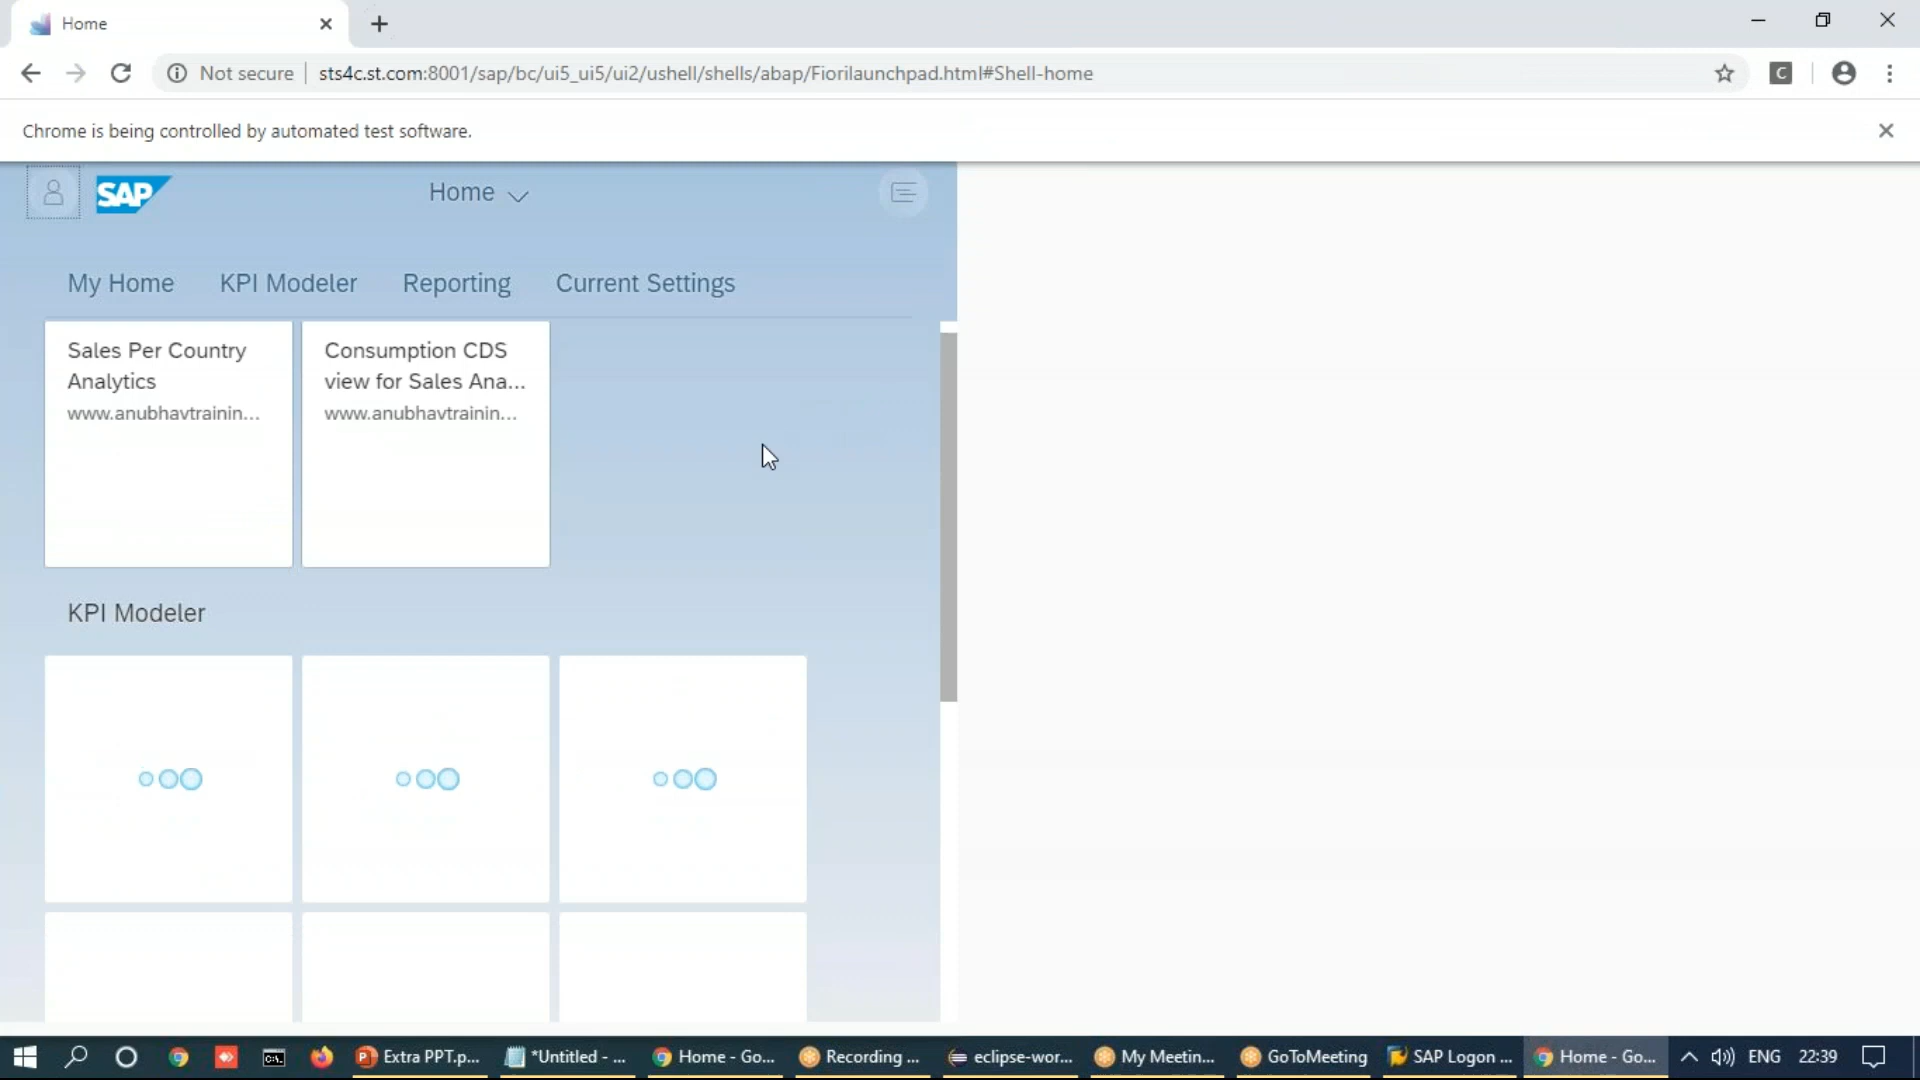 Home
Not secure
sts4c.st.com:8001/sap/bc/ui5_ui5/ui2/ushell/shells/abap/Fiorilaunchpad.html#Shell-home
C
Chrome is being controlled by automated test software.
SAP
Home
My Home
KPI Modeler
Reporting
Current Settings
Sales Per Country
Analytics
www.anubhavtrainin...
Consumption CDS
view for Sales Ana...
www.anubhavtrainin...
KPI Modeler
Extra PPT.p...
*Untitled - ...
Home - Go...
Recording ...
eclipse-wor...
My Meetin...
GoToMeeting
SAP Logon ...
Home - Go...
ENG
22:39